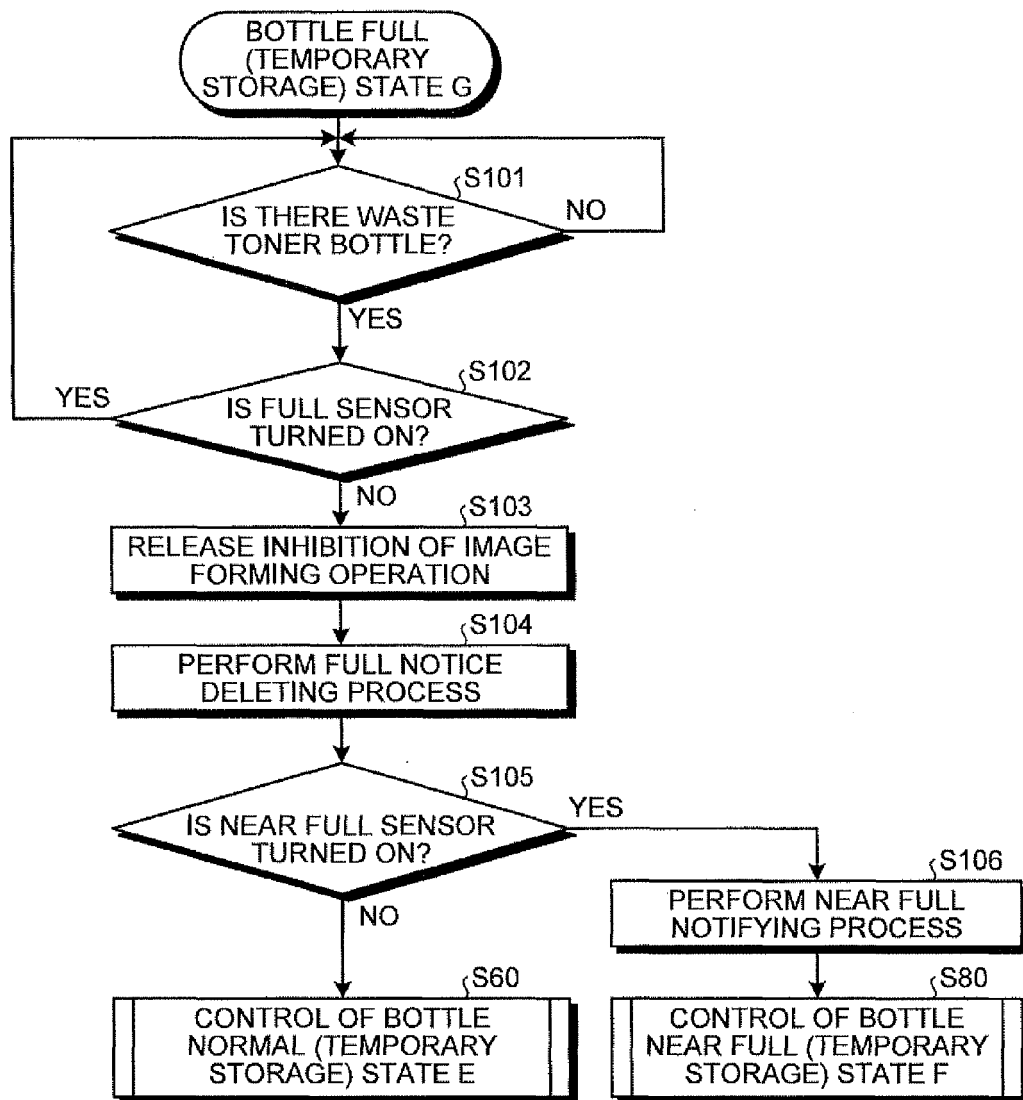 BOTTLE FULL
(TEMPORARY
STORAGE) STATE G
S101
IS THERE WASTE
TONER BOTTLE?
NO
YES
S102
YES
IS FULL SENSOR
TURNED ON?
NO
S103
RELEASE INHIBITION OF IMAGE
FORMING OPERATION
S104
PERFORM FULL NOTICE
DELETING PROCESS
S105
YES
IS NEAR FULL SENSOR
TURNED ON?
NO
S106
PERFORM NEAR FULL
NOTIFYING PROCESS
S60
CONTROL OF BOTTLE
NORMAL (TEMPORARY
STORAGE) STATE E
S80
CONTROL OF BOTTLE
NEAR FULL (TEMPORARY
STORAGE) STATE F